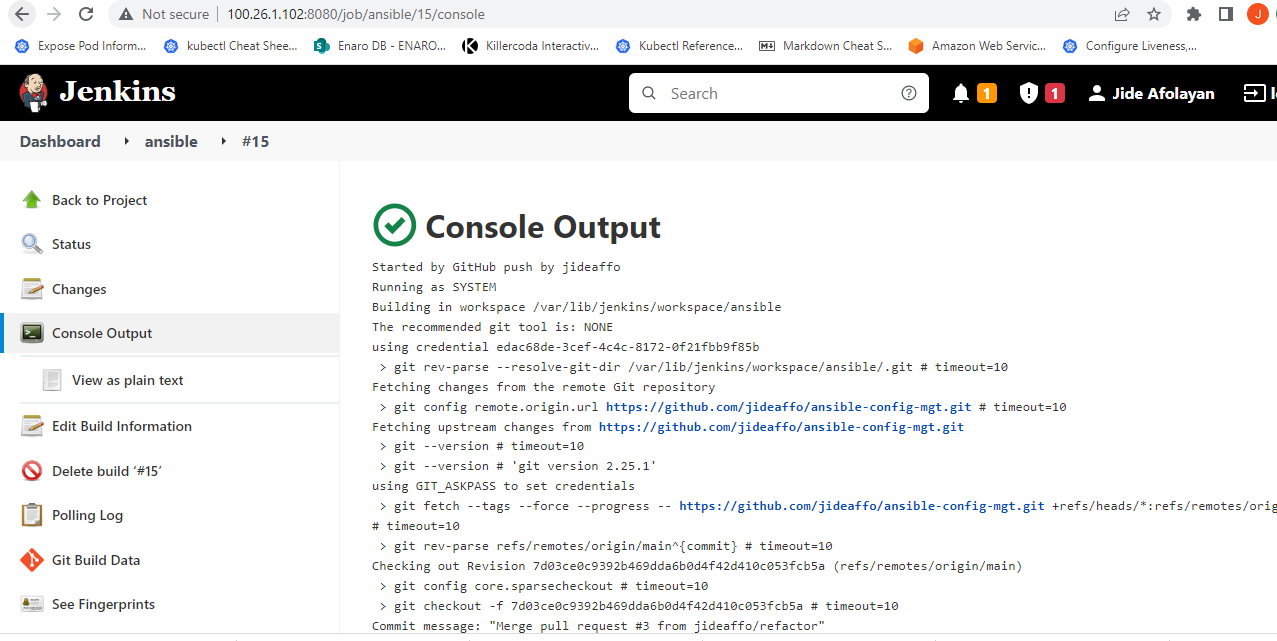 Not secure
100.26.1.102:8080/job/ansible/15/console
J
Expose Pod Inform...
kubectl Cheat Shee...
Enaro DB - ENARO...
Killercoda Interactiv...
Kubectl Reference...
Markdown Cheat S...
Amazon Web Servic...
Configure Liveness,...
Jenkins
Search
1
1
Jide Afolayan
Dashboard
ansible
#15
Back to Project
Status
Changes
Console Output
View as plain text
Edit Build Information
Delete build ‘#15’
Polling Log
Git Build Data
See Fingerprints
Console Output
Started by GitHub push by jideaffo
Running as SYSTEM
Building in workspace /var/lib/jenkins/workspace/ansible
The recommended git tool is: NONE
using credential edac68de-3cef-4c4c-8172-0f21fbb9f85b
> git rev-parse --resolve-git-dir /var/lib/jenkins/workspace/ansible/.git # timeout=10
Fetching changes from the remote Git repository
> git config remote.origin.url https://github.com/jideaffo/ansible-config-mgt.git # timeout=10
Fetching upstream changes from https://github.com/jideaffo/ansible-config-mgt.git
> git --version # timeout=10
> git --version # 'git version 2.25.1'
using GIT_ASKPASS to set credentials
> git fetch --tags --force --progress -- https://github.com/jideaffo/ansible-config-mgt.git +refs/heads/*:refs/remotes/orig
# timeout=10
> git rev-parse refs/remotes/origin/main^{commit} # timeout=10
Checking out Revision 7d03ce0c9392b469dda6b0d4f42d410c053fcb5a (refs/remotes/origin/main)
> git config core.sparsecheckout # timeout=10
> git checkout -f 7d03ce0c9392b469dda6b0d4f42d410c053fcb5a # timeout=10
Commit message: "Merge pull request #3 from jideaffo/refactor"